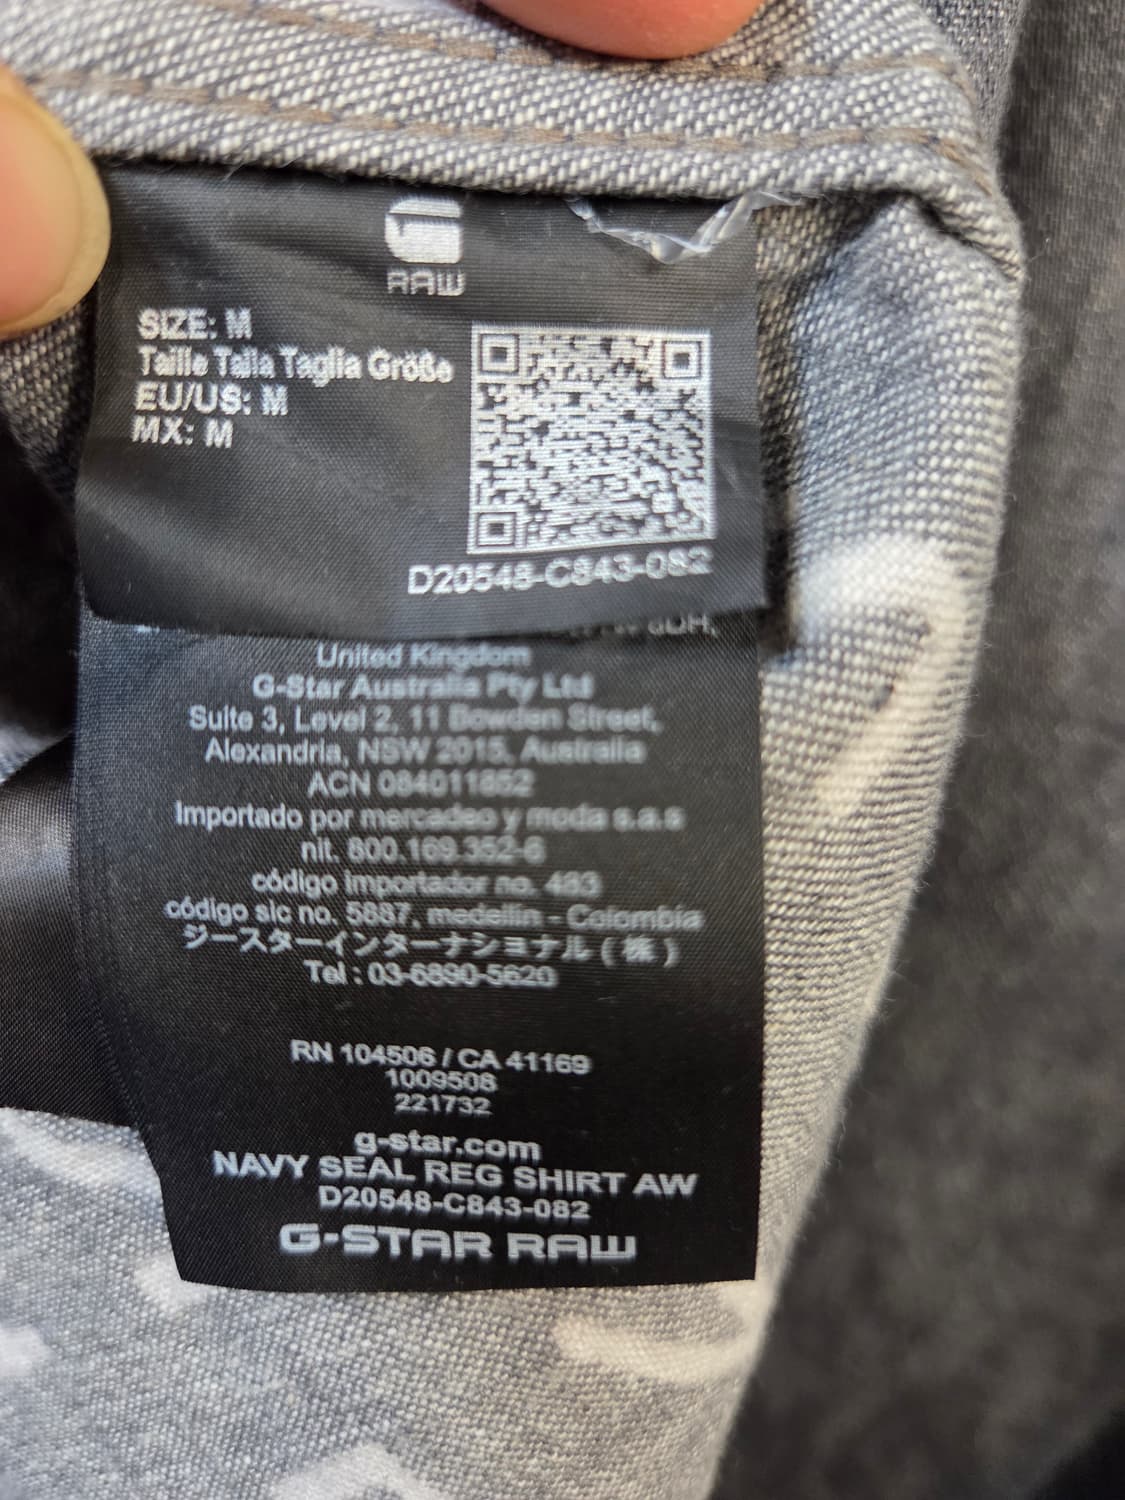 RAW
SIZE: M
Taille Talla Taglia Größe
EU/US: M
MX: M
D20548-C843-082
United Kingdom
G-Star Australia Pty Ltd
Suite 3, Level 2, 11 Bowden Street,
Alexandria, NSW 2015, Australia
ACN 084011852
Importado por mercadeo y moda s.a.s
nit. 800.169.352-6
código importador no. 483
código sic no. 5887, medellín - Colombia
ジースターインターナショナル ( 株 )
Tel : 03-6890-5620
RN 104506 / CA 41169
1009508
221732
g-star.com
NAVY SEAL REG SHIRT AW
D20548-C843-082
G-STAR RAW